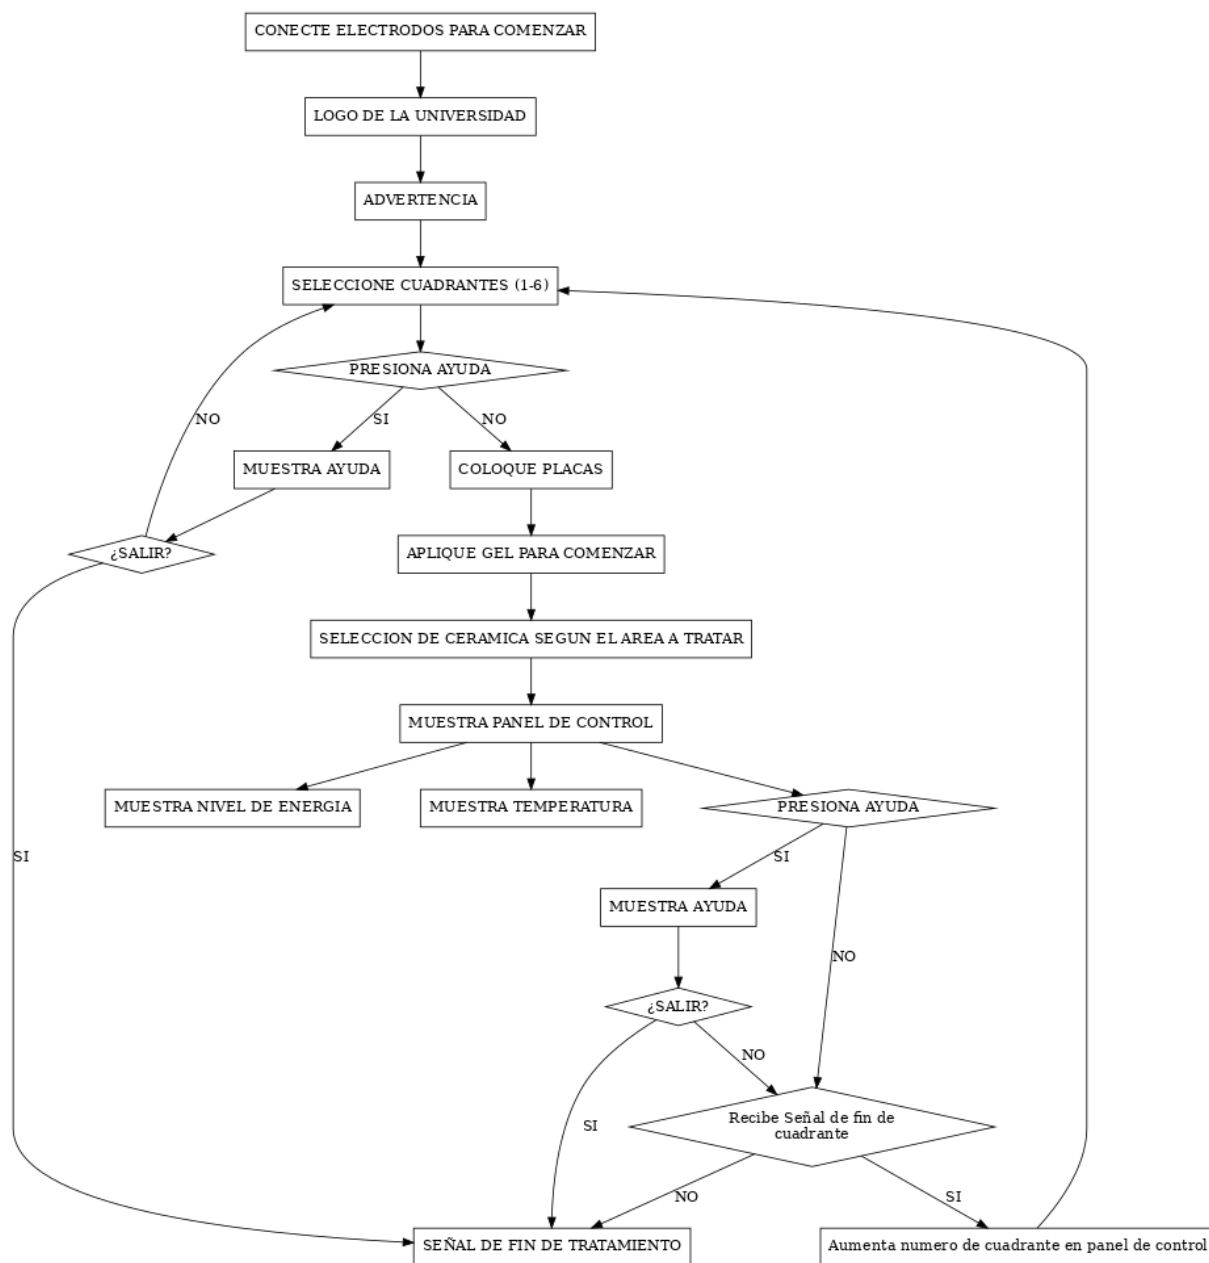 CONECTE ELECTRODOS PARA COMENZAR
LOGO DE LA UNIVERSIDAD
ADVERTENCIA
SELECCIONE CUADRANTES (1-6)
PRESIONA AYUDA
NO
SI
NO
MUESTRA AYUDA
COLOQUE PLACAS
¿SALIR?
APLIQUE GEL PARA COMENZAR
SELECCION DE CERAMICA SEGUN EL AREA A TRATAR
MUESTRA PANEL DE CONTROL
MUESTRA NIVEL DE ENERGIA
MUESTRA TEMPERATURA
PRESIONA AYUDA
SI
SI
MUESTRA AYUDA
NO
¿SALIR?
NO
SI
Recibe Señal de fin de
cuadrante
NO
SI
SEÑAL DE FIN DE TRATAMIENTO
Aumenta numero de cuadrante en panel de control